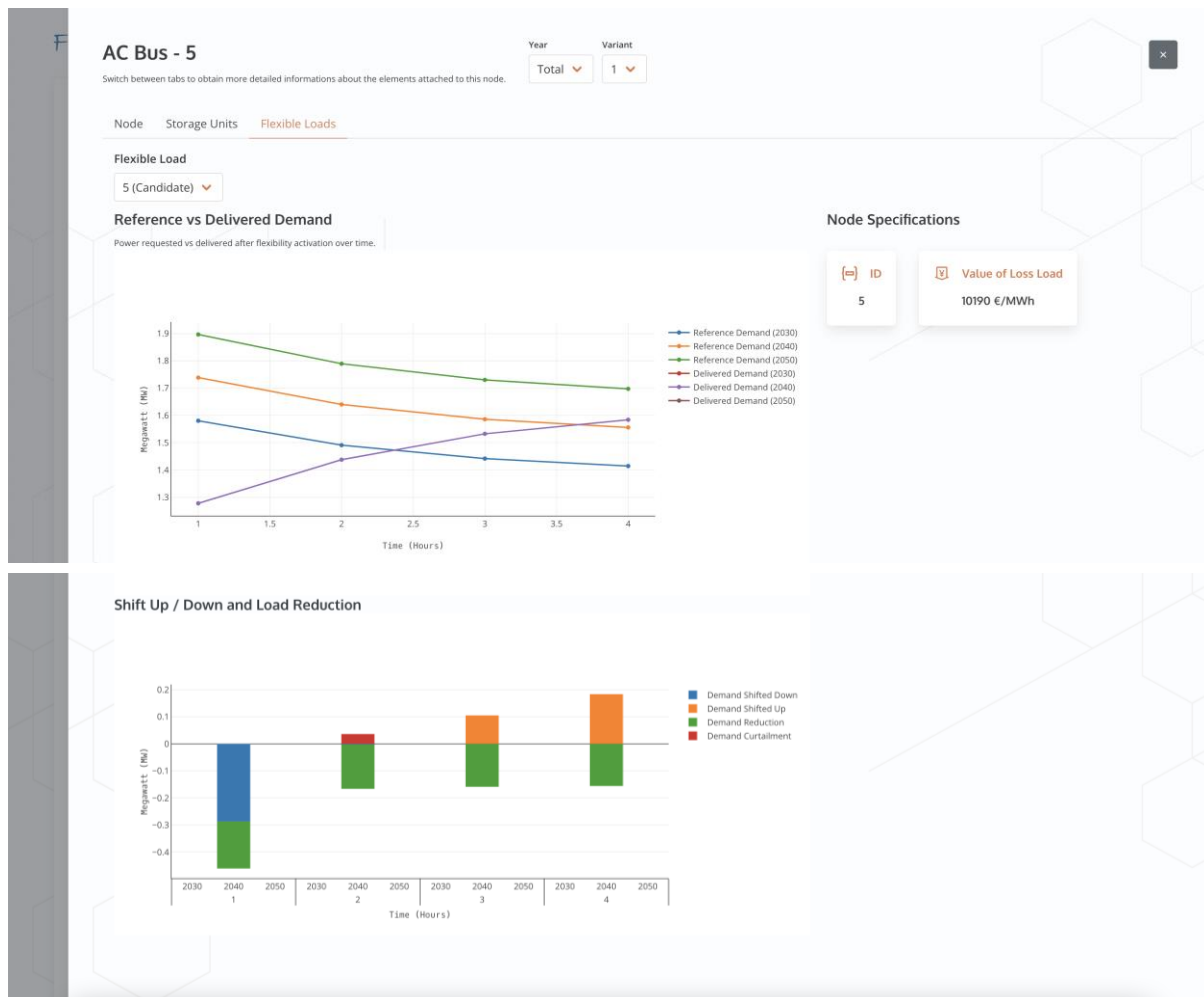 F
AC Bus - 5
Year
Variant
Total
1
×
Switch between tabs to obtain more detailed informations about the elements attached to this node.
Node
Storage Units
Flexible Loads
Flexible Load
5 (Candidate)
Reference vs Delivered Demand
Power requested vs delivered after flexibility activation over time.
Node Specifications
ID
5
Value of Loss Load
10190 €/MWh
Megawatt (MW)
1.9
1.8
1.7
1.6
1.5
1.4
1.3
1 1.5 2 2.5 3 3.5 4
Time (Hours)
Reference Demand (2030)
Reference Demand (2040)
Reference Demand (2050)
Delivered Demand (2030)
Delivered Demand (2040)
Delivered Demand (2050)
Shift Up / Down and Load Reduction
Megawatt (MW)
0.2
0.1
0
−0.1
−0.2
−0.3
−0.4
2030 2040 2050 2030 2040 2050 2030 2040 2050 2030 2040 2050
1 2 3 4
Time (Hours)
Demand Shifted Down
Demand Shifted Up
Demand Reduction
Demand Curtailment